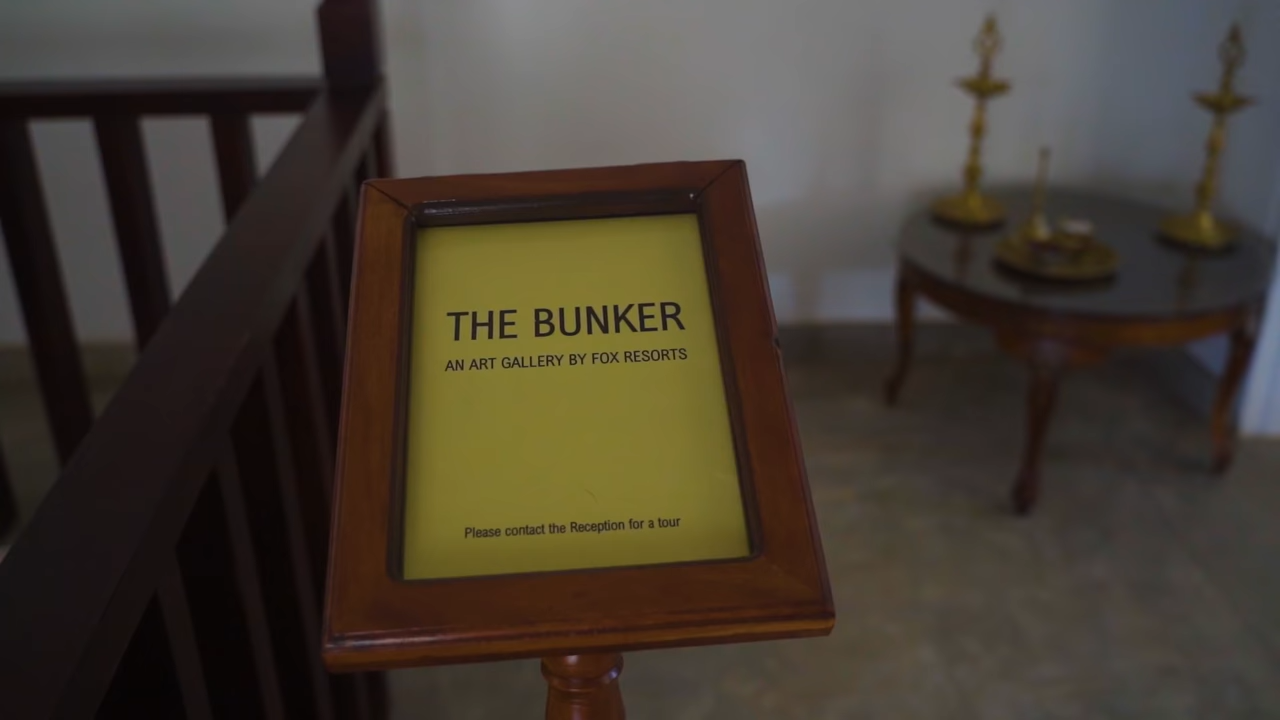 THE BUNKER
AN ART GALLERY BY FOX RESORTS
Please contact the Reception for a tour